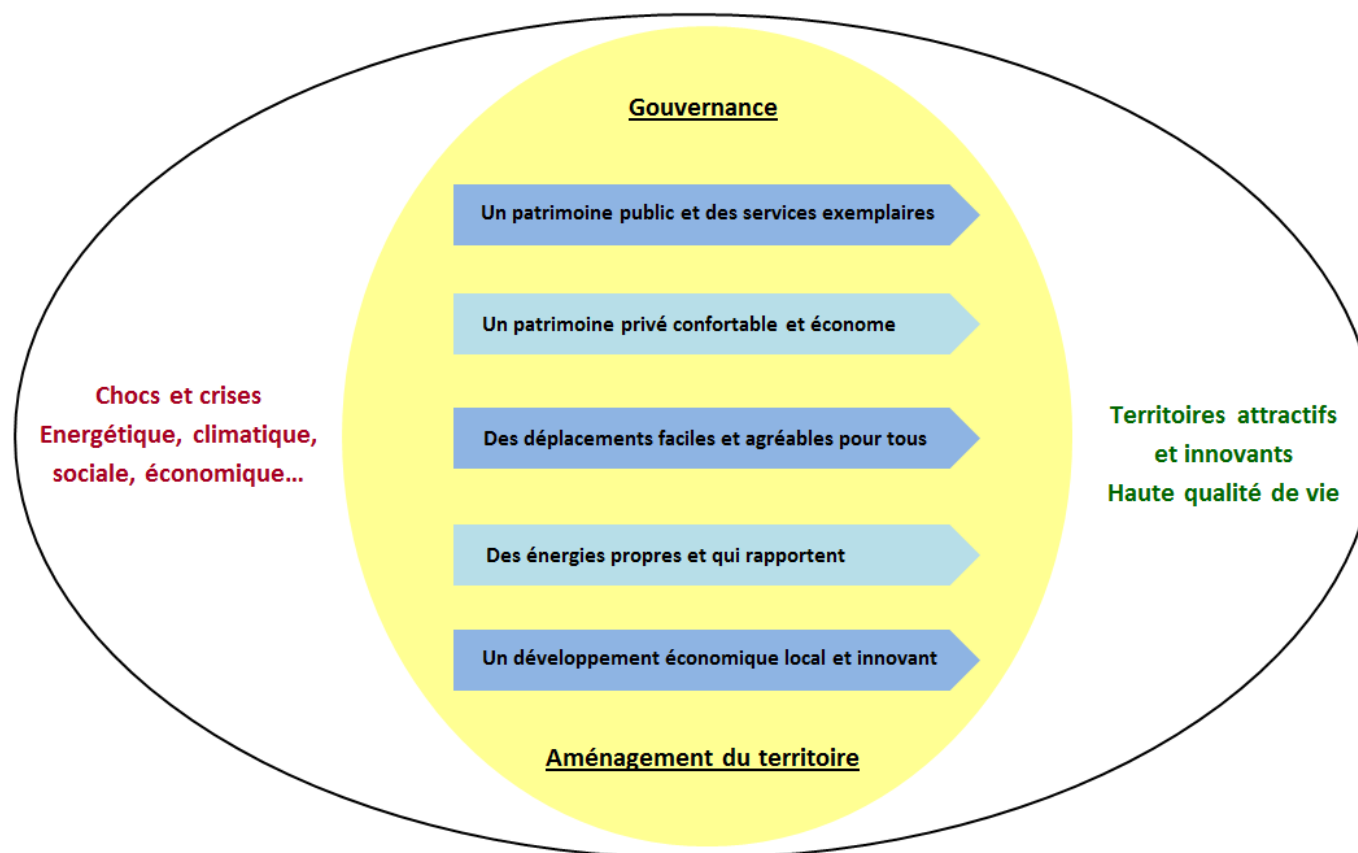 Gouvernance
Un patrimoine public et des services exemplaires
Un patrimoine privé confortable et économe
Chocs et crises
Energétique, climatique,
sociale, économique...
Des déplacements faciles et agréables pour tous
Territoires attractifs
et innovants
Haute qualité de vie
Des énergies propres et qui rapportent
Un développement économique local et innovant
Aménagement du territoire